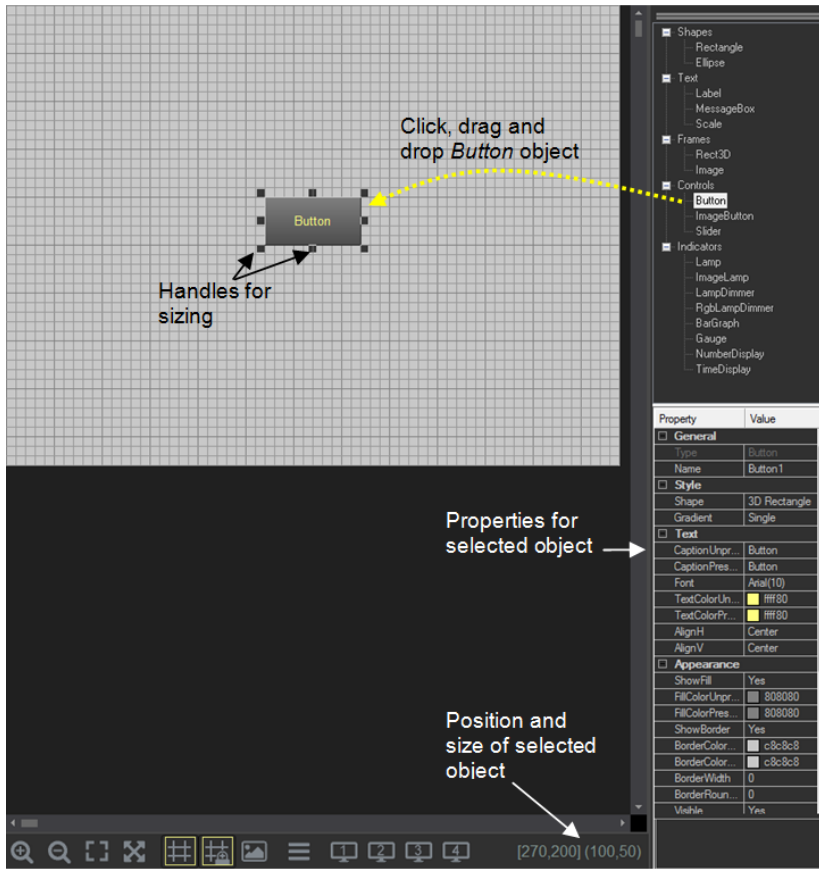 Shapes
Rectangle
Ellipse
Text
Label
MessageBox
Scale
Frames
Rect3D
Image
Controls
Button
ImageButton
Slider
Indicators
Lamp
ImageLamp
LampDimmer
RgbLampDimmer
BarGraph
Gauge
NumberDisplay
TimeDisplay
Click, drag and
drop Button object
Button
Handles for
sizing
Property Value
General
Type Button
Name Button1
Style
Shape 3D Rectangle
Gradient Single
Text
CaptionUnpr... Button
CaptionPres... Button
Font Arial(10)
TextColorUn... ffff80
TextColorPr... ffff80
AlignH Center
AlignV Center
Appearance
ShowFill Yes
FillColorUnpr... 808080
FillColorPres... 808080
ShowBorder Yes
BorderColor... c8c8c8
BorderColor... c8c8c8
BorderWidth 0
BorderRoun... 0
Visible Yes
Properties for
selected object
Position and
size of selected
object
1 2 3 4 [270,200] (100,50)